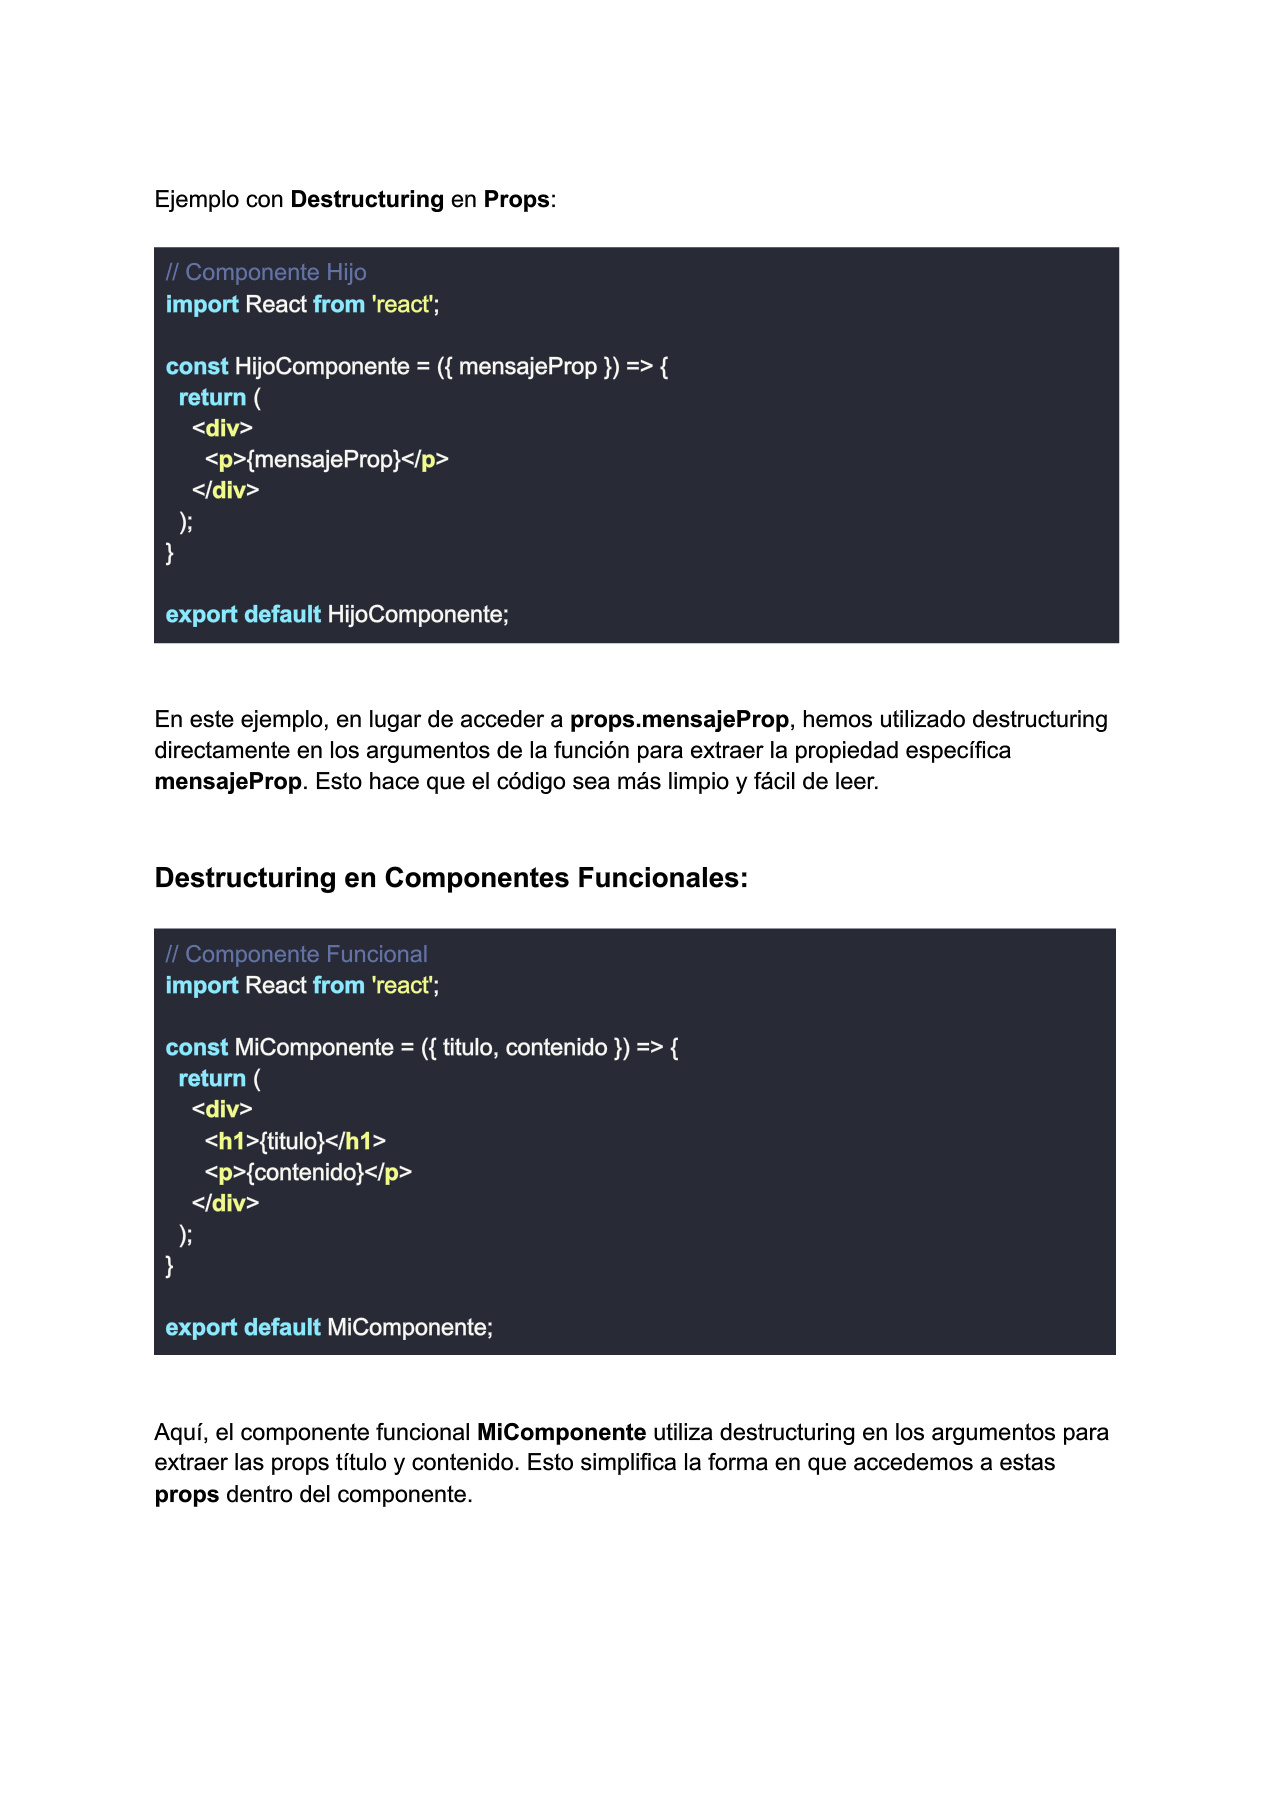 Ejemplo con Destructuring en Props:
// Componente Hijo
import React from 'react';
const HijoComponente = ({ mensajeProp }) => {
return (
<div>
<p>{mensajeProp}</p>
</div>
);
}
export default HijoComponente;
En este ejemplo, en lugar de acceder a props.mensajeProp, hemos utilizado destructuring
directamente en los argumentos de la función para extraer la propiedad específica
mensajeProp. Esto hace que el código sea más limpio y fácil de leer.
Destructuring en Componentes Funcionales:
// Componente Funcional
import React from 'react';
const MiComponente = ({ titulo, contenido }) => {
return (
<div>
<h1>{titulo}</h1>
<p>{contenido}</p>
</div>
);
}
export default MiComponente;
Aquí, el componente funcional MiComponente utiliza destructuring en los argumentos para
extraer las props título y contenido. Esto simplifica la forma en que accedemos a estas
props dentro del componente.